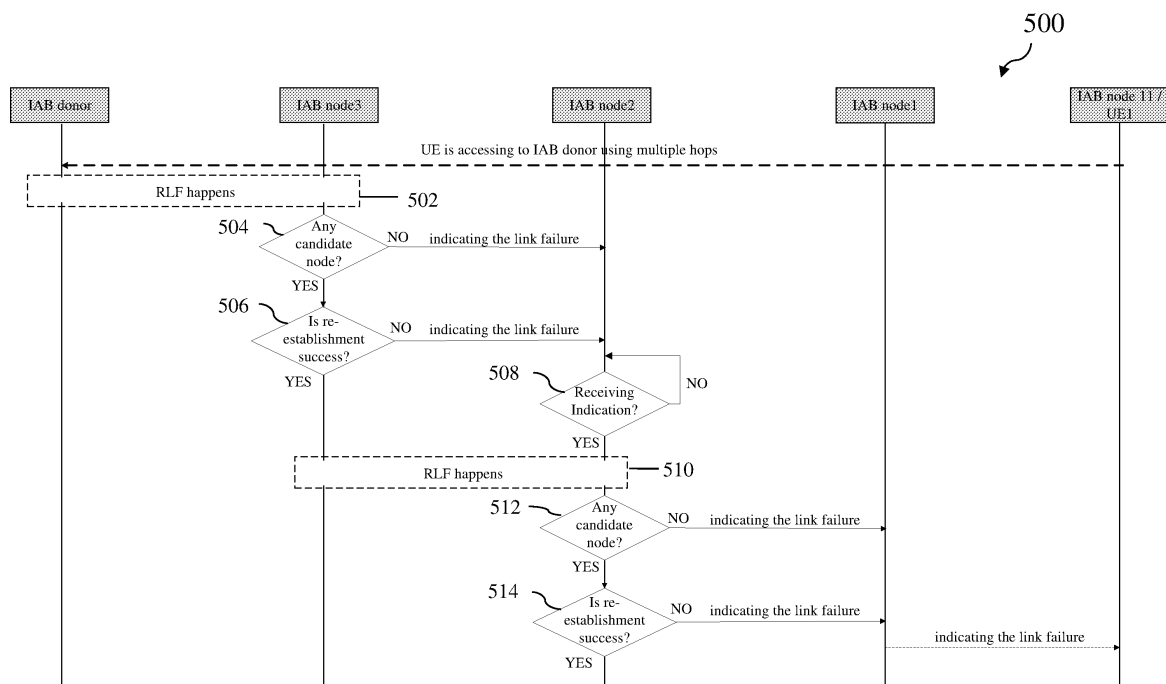 500
IAB donor
IAB node3
IAB node2
IAB node1
IAB node 11 /
UE1
UE is accessing to IAB donor using multiple hops
RLF happens
502
504
Any
candidate
node?
NO
indicating the link failure
YES
506
Is re-
establishment
success?
NO
indicating the link failure
YES
508
Receiving
Indication?
NO
YES
RLF happens
510
512
Any
candidate
node?
NO
indicating the link failure
YES
514
Is re-
establishment
success?
NO
indicating the link failure
YES
indicating the link failure